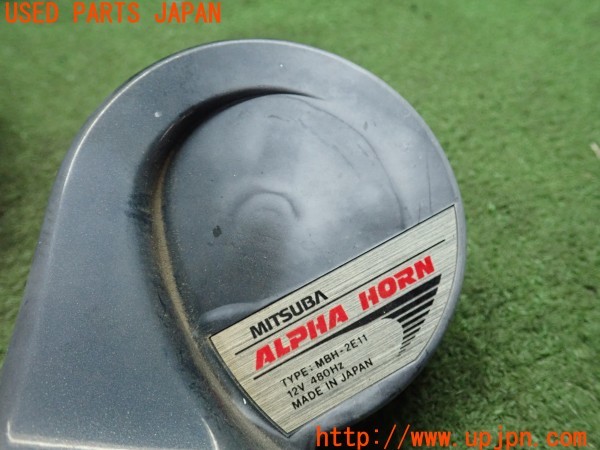 USED PARTS JAPAN
MITSUBA
ALPHA HORN
TYPE: MBH-2E11
12V 480HZ
MADE IN JAPAN
http://www.upjpn.com